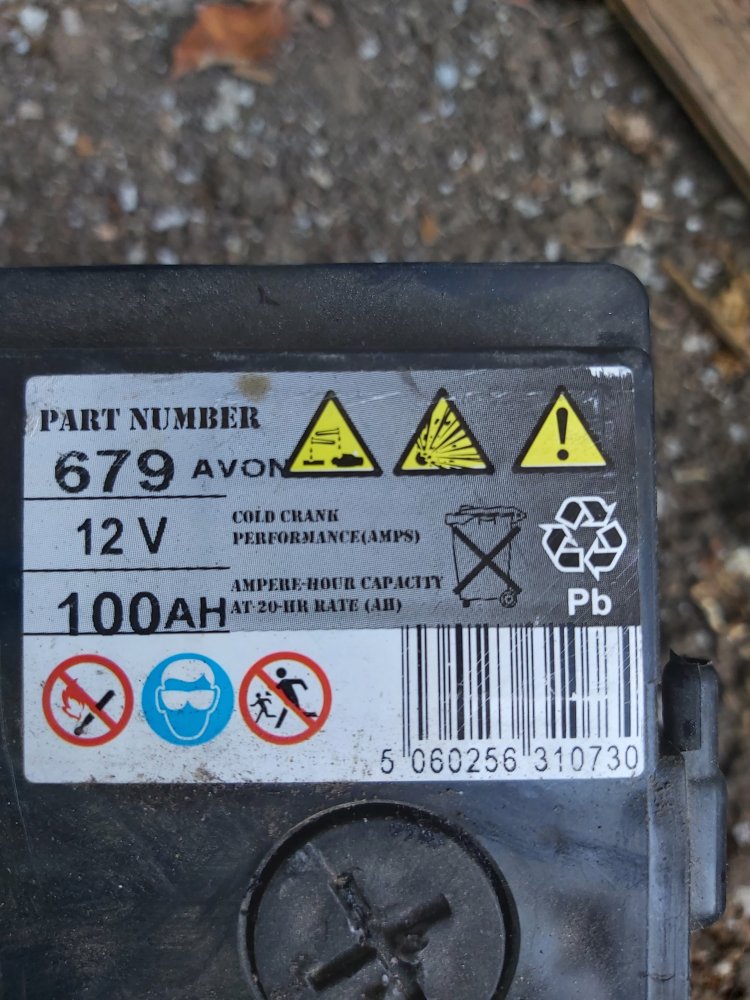 PART NUMBER
679 AVON
12 V
COLD CRANK
PERFORMANCE(AMPS)
100AH
AMPERE-HOUR CAPACITY
AT 20-HR RATE (AH)
Pb
5 060256 310730